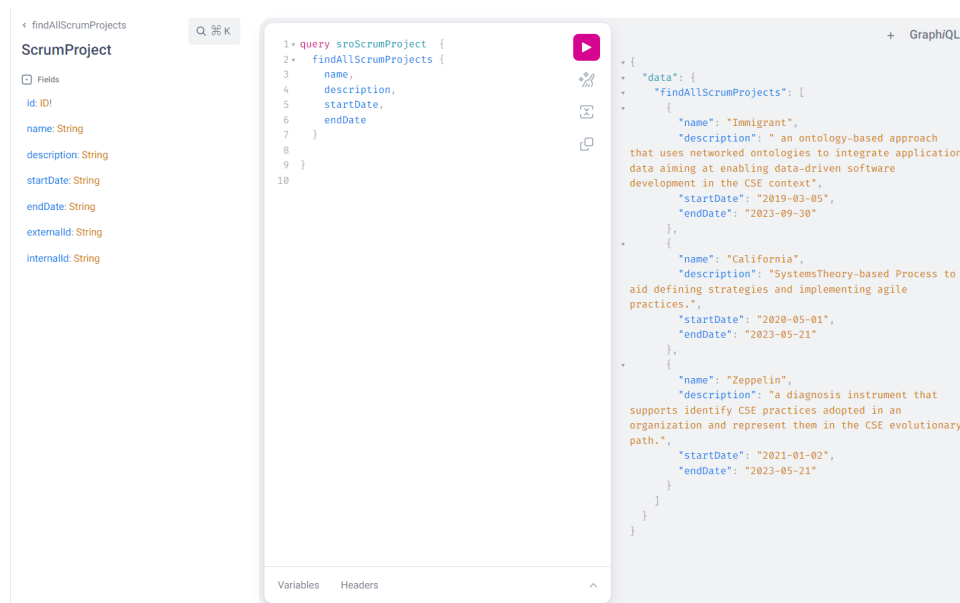 ‹ findAllScrumProjects
⌘ K
ScrumProject
Fields
id: ID!
name: String
description: String
startDate: String
endDate: String
externalId: String
internalId: String
1 query sroScrumProject {
2 findAllScrumProjects {
3 name,
4 description,
5 startDate,
6 endDate
7 }
8
9 }
10
Variables Headers
+ GraphiQL
{
"data": {
"findAllScrumProjects": [
{
"name": "Immigrant",
"description": " an ontology-based approach
that uses networked ontologies to integrate application
data aiming at enabling data-driven software
development in the CSE context",
"startDate": "2019-03-05",
"endDate": "2023-09-30"
},
{
"name": "California",
"description": "SystemsTheory-based Process to
aid defining strategies and implementing agile
practices.",
"startDate": "2020-05-01",
"endDate": "2023-05-21"
},
{
"name": "Zeppelin",
"description": "a diagnosis instrument that
supports identify CSE practices adopted in an
organization and represent them in the CSE evolutionary
path.",
"startDate": "2021-01-02",
"endDate": "2023-05-21"
}
]
}
}